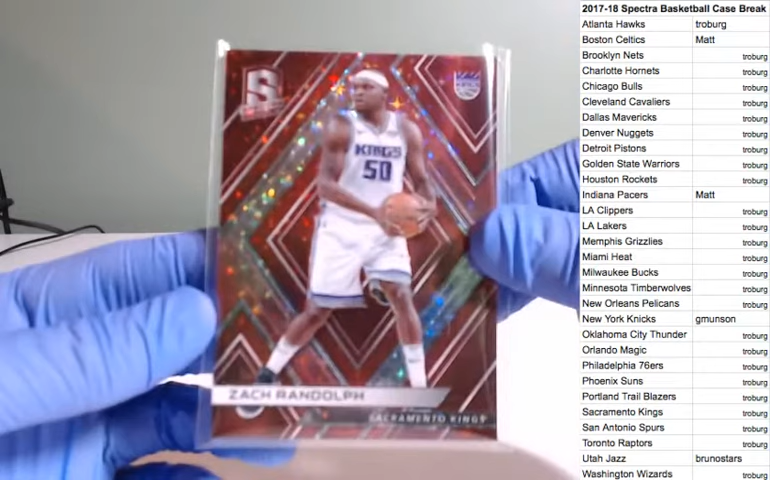 KINGS
50
ZACH RANDOLPH
SACRAMENTO KINGS
2017-18 Spectra Basketball Case Break
Atlanta Hawks troburg
Boston Celtics Matt
Brooklyn Nets troburg
Charlotte Hornets troburg
Chicago Bulls troburg
Cleveland Cavaliers troburg
Dallas Mavericks troburg
Denver Nuggets troburg
Detroit Pistons troburg
Golden State Warriors troburg
Houston Rockets troburg
Indiana Pacers Matt
LA Clippers troburg
LA Lakers troburg
Memphis Grizzlies troburg
Miami Heat troburg
Milwaukee Bucks troburg
Minnesota Timberwolves troburg
New Orleans Pelicans troburg
New York Knicks gmunson
Oklahoma City Thunder troburg
Orlando Magic troburg
Philadelphia 76ers troburg
Phoenix Suns troburg
Portland Trail Blazers troburg
Sacramento Kings troburg
San Antonio Spurs troburg
Toronto Raptors troburg
Utah Jazz brunostars
Washington Wizards troburg